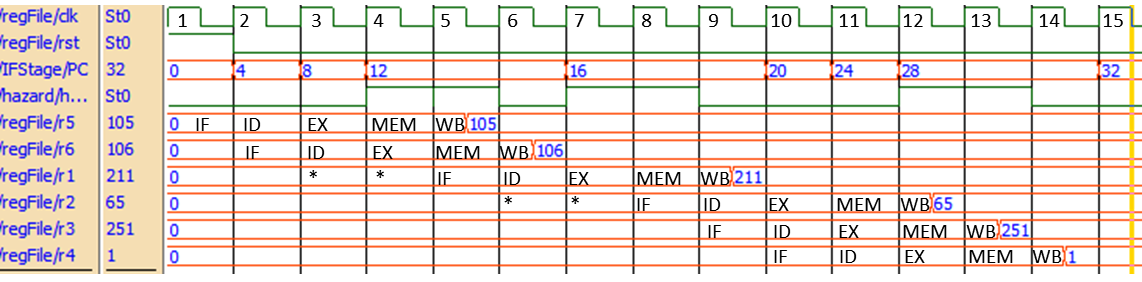 /regFile/clk St0 1 2 3 4 5 6 7 8 9 10 11 12 13 14 15
/regFile/rst St0
/IFStage/PC 32 0 4 8 12 16 20 24 28 32
/hazard/h... St0
/regFile/r5 105 0 IF ID EX MEM WB 105
/regFile/r6 106 0 IF ID EX MEM WB 106
/regFile/r1 211 0 * * IF ID EX MEM WB 211
/regFile/r2 65 0 * * IF ID EX MEM WB 65
/regFile/r3 251 0 IF ID EX MEM WB 251
/regFile/r4 1 0 IF ID EX MEM WB 1